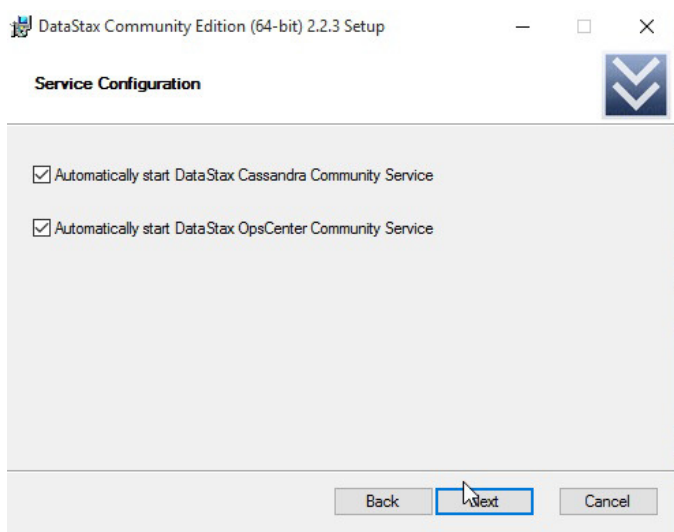 DataStax Community Edition (64-bit) 2.2.3 Setup
Service Configuration
Automatically start DataStax Cassandra Community Service
Automatically start DataStax OpsCenter Community Service
Back Next Cancel